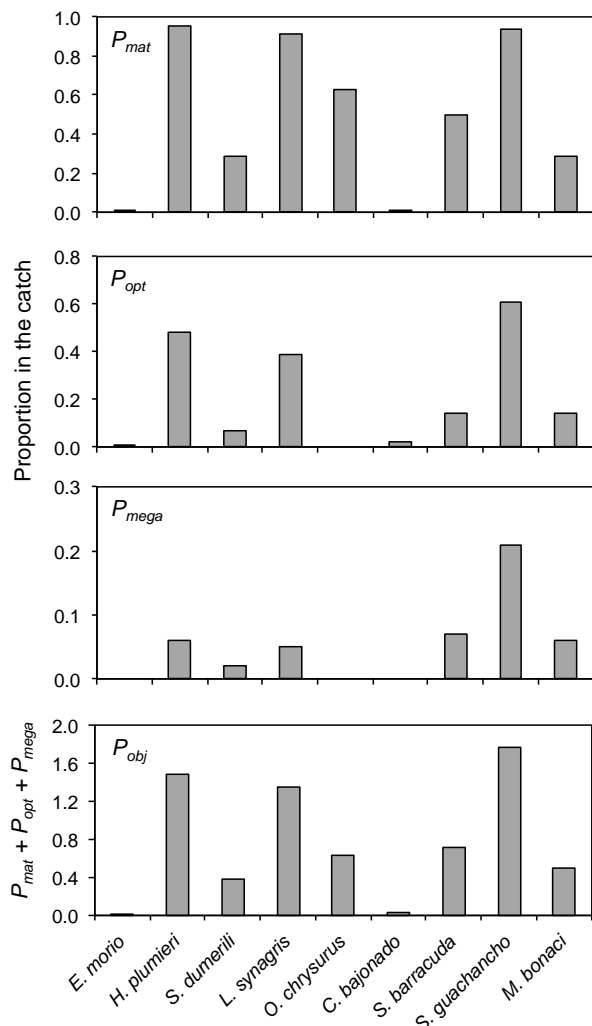 P_mat
1.0
0.8
0.6
0.4
0.2
0.0
P_opt
0.8
0.6
0.4
0.2
0.0
Proportion in the catch
P_mega
0.3
0.2
0.1
0.0
P_obj
2.0
1.6
1.2
0.8
0.4
0.0
P_mat + P_opt + P_mega
E. morio
H. plumieri
S. dumerili
L. synagris
O. chrysurus
C. bajonado
S. barracuda
S. guachancho
M. bonaci